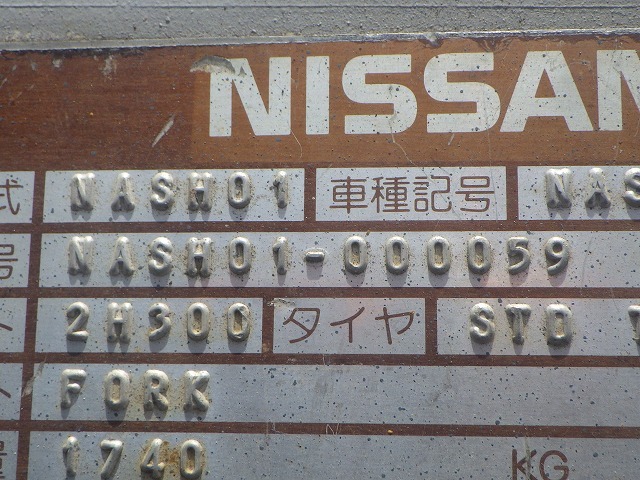 NISSAN
式 NASH01 車種記号 NAS
号 NASH01-000059
2H300 タイヤ STD
FORK
量 1740 KG